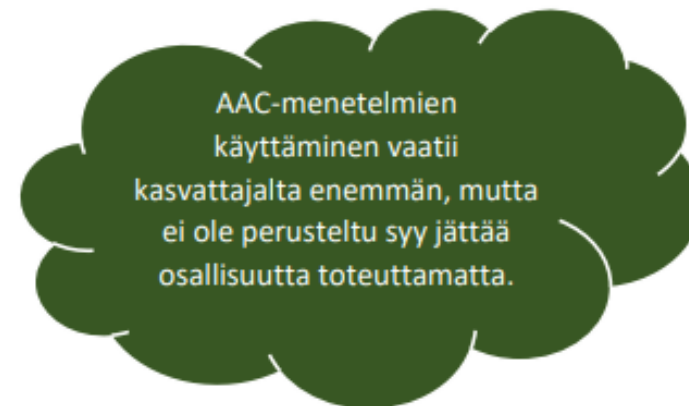 AAC-menetelmien
käyttäminen vaatii
kasvattajalta enemmän, mutta
ei ole perusteltu syy jättää
osallisuutta toteuttamatta.